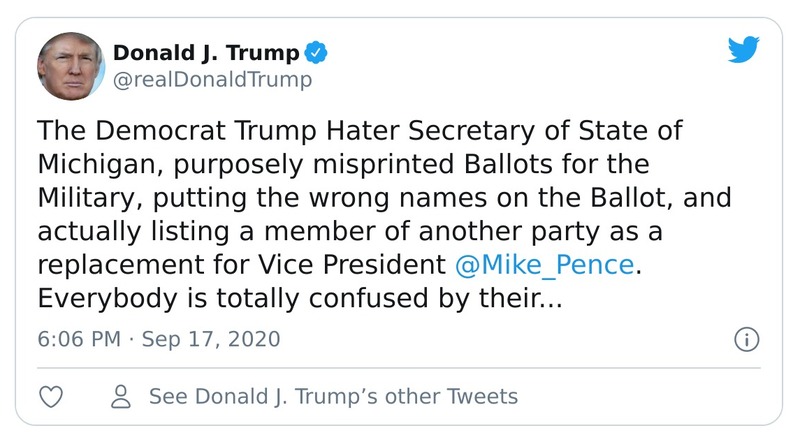 Donald J. Trump
@realDonaldTrump
The Democrat Trump Hater Secretary of State of
Michigan, purposely misprinted Ballots for the
Military, putting the wrong names on the Ballot, and
actually listing a member of another party as a
replacement for Vice President @Mike_Pence.
Everybody is totally confused by their...
6:06 PM · Sep 17, 2020
See Donald J. Trump’s other Tweets